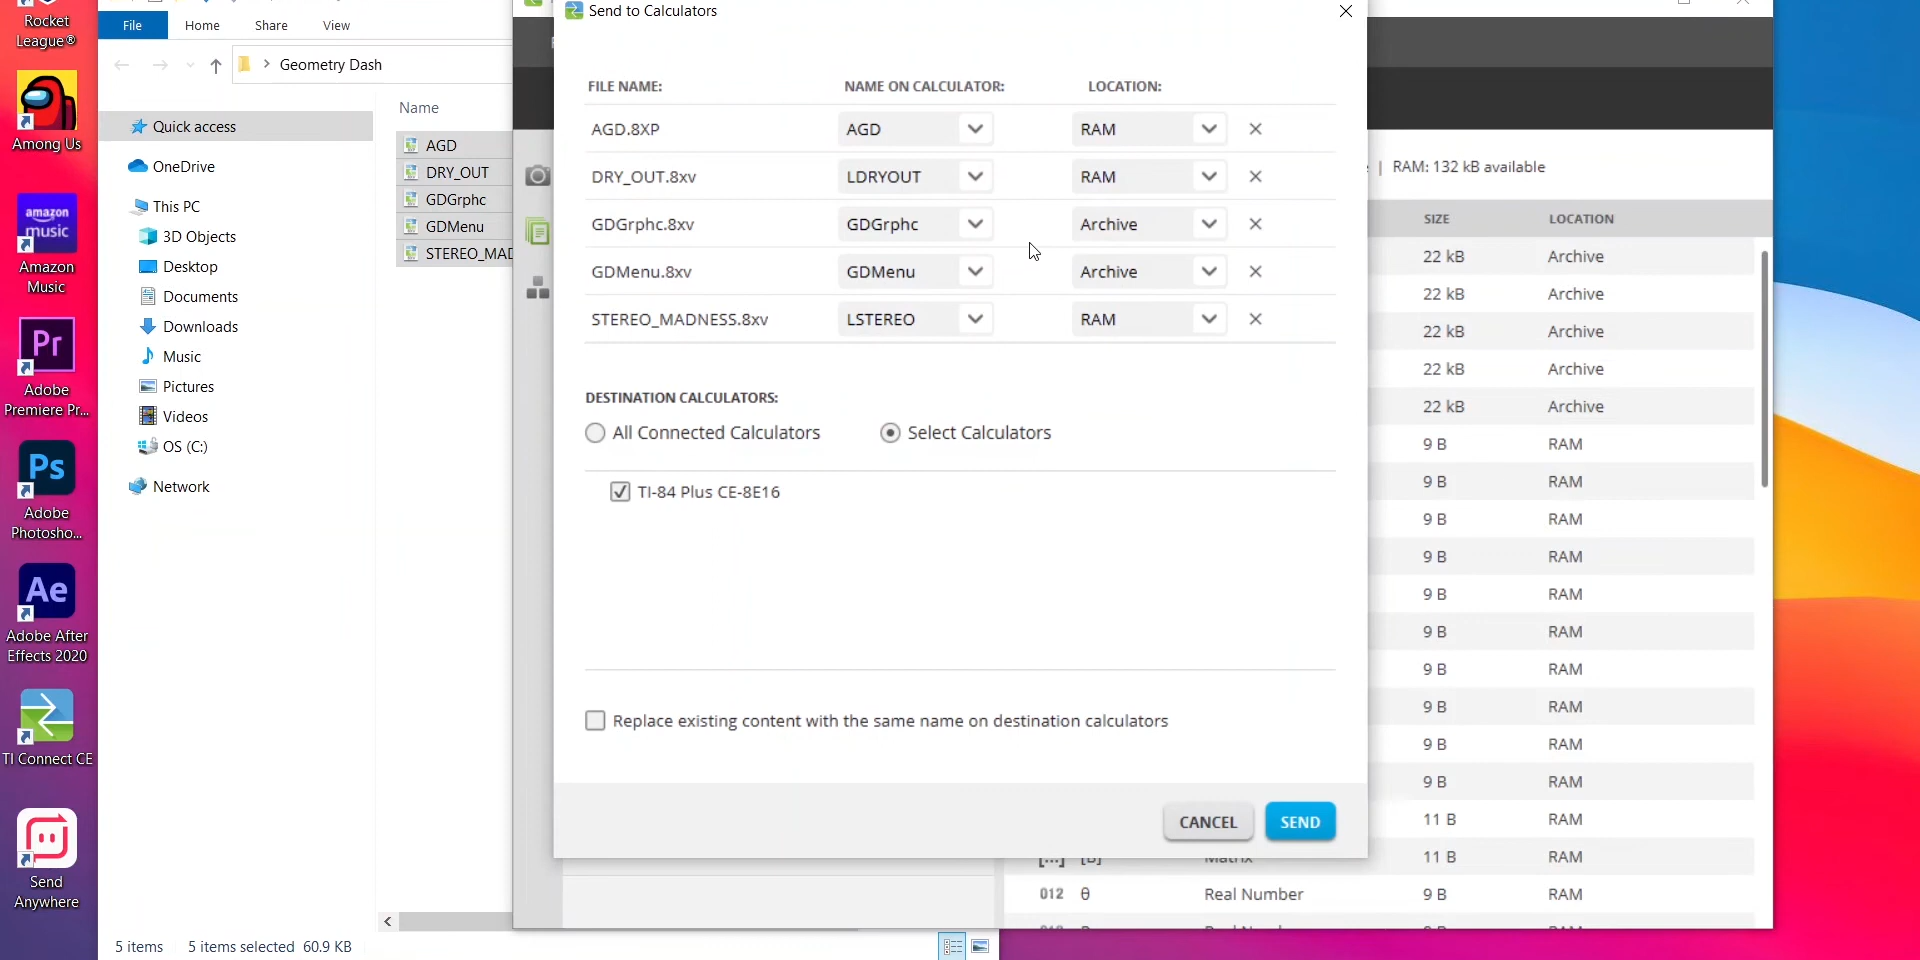 Rocket
League®
Among Us
amazon
music
Amazon
Music
Pr
Adobe
Premiere Pr...
Ps
Adobe
Photosho...
Ae
Adobe After
Effects 2020
TI Connect CE
Send
Anywhere
File
Home
Share
View
Geometry Dash
Quick access
OneDrive
This PC
3D Objects
Desktop
Documents
Downloads
Music
Pictures
Videos
OS (C:)
Network
Name
AGD
DRY_OUT
GDGrphc
GDMenu
STEREO_MAD
5 items 5 items selected 60.9 KB
Send to Calculators
FILE NAME: NAME ON CALCULATOR: LOCATION:
AGD.8XP AGD RAM
DRY_OUT.8xv LDRYOUT RAM
GDGrphc.8xv GDGrphc Archive
GDMenu.8xv GDMenu Archive
STEREO_MADNESS.8xv LSTEREO RAM
DESTINATION CALCULATORS:
All Connected Calculators Select Calculators
TI-84 Plus CE-8E16
Replace existing content with the same name on destination calculators
CANCEL SEND
| RAM: 132 kB available
SIZE LOCATION
22 kB Archive
22 kB Archive
22 kB Archive
22 kB Archive
22 kB Archive
9 B RAM
9 B RAM
9 B RAM
9 B RAM
9 B RAM
9 B RAM
9 B RAM
9 B RAM
9 B RAM
9 B RAM
11 B RAM
[...] [B] Matrix 11 B RAM
012 θ Real Number 9 B RAM